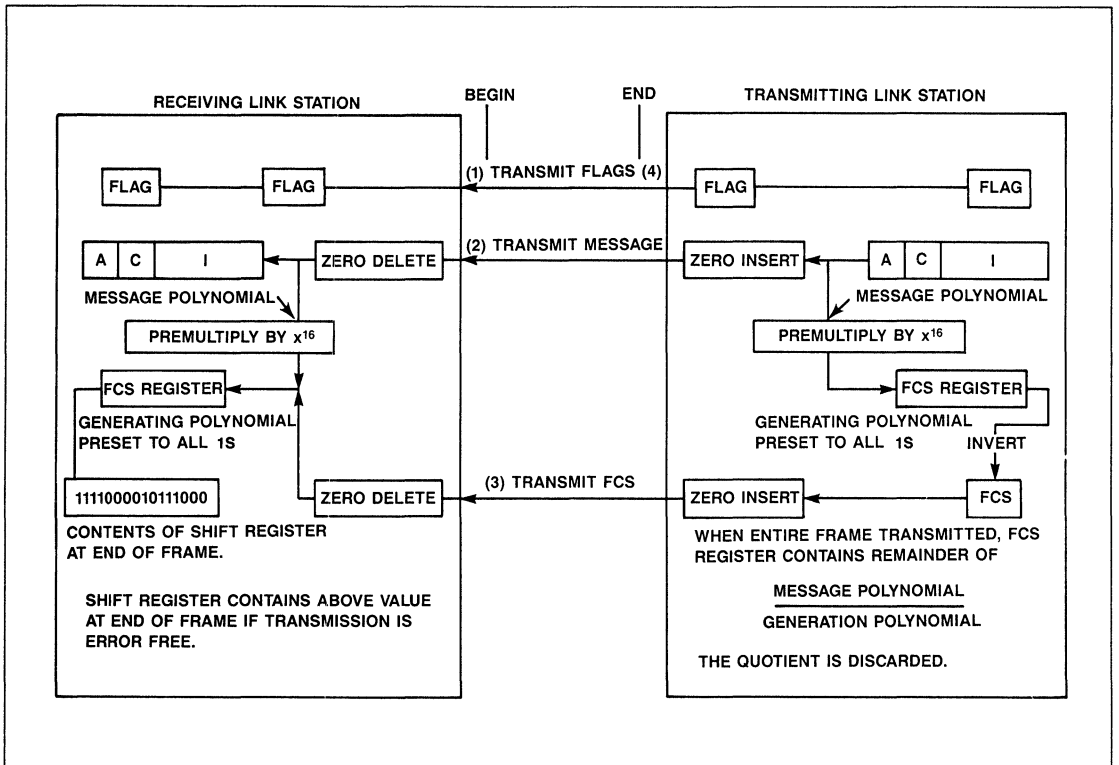 RECEIVING LINK STATION
BEGIN
END
TRANSMITTING LINK STATION
FLAG
FLAG
(1) TRANSMIT FLAGS (4)
FLAG
FLAG
A C I
ZERO DELETE
(2) TRANSMIT MESSAGE
ZERO INSERT
A C I
MESSAGE POLYNOMIAL
MESSAGE POLYNOMIAL
PREMULTIPLY BY x¹⁶
PREMULTIPLY BY x¹⁶
FCS REGISTER
FCS REGISTER
GENERATING POLYNOMIAL
PRESET TO ALL 1S
GENERATING POLYNOMIAL
PRESET TO ALL 1S
INVERT
1111000010111000
ZERO DELETE
(3) TRANSMIT FCS
ZERO INSERT
FCS
CONTENTS OF SHIFT REGISTER
AT END OF FRAME.
WHEN ENTIRE FRAME TRANSMITTED, FCS
REGISTER CONTAINS REMAINDER OF
SHIFT REGISTER CONTAINS ABOVE VALUE
AT END OF FRAME IF TRANSMISSION IS
ERROR FREE.
MESSAGE POLYNOMIAL
GENERATION POLYNOMIAL
THE QUOTIENT IS DISCARDED.